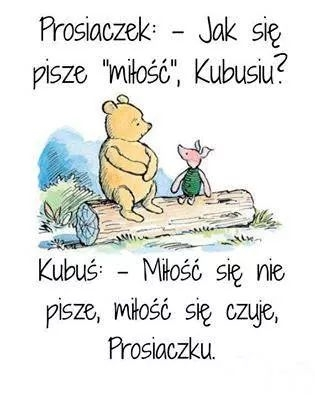 Prosiaczek: - Jak się
pisze "miłość", Kubusiu?
Kubuś: - Miłość się nie
pisze, miłość się czuje,
Prosiaczku.